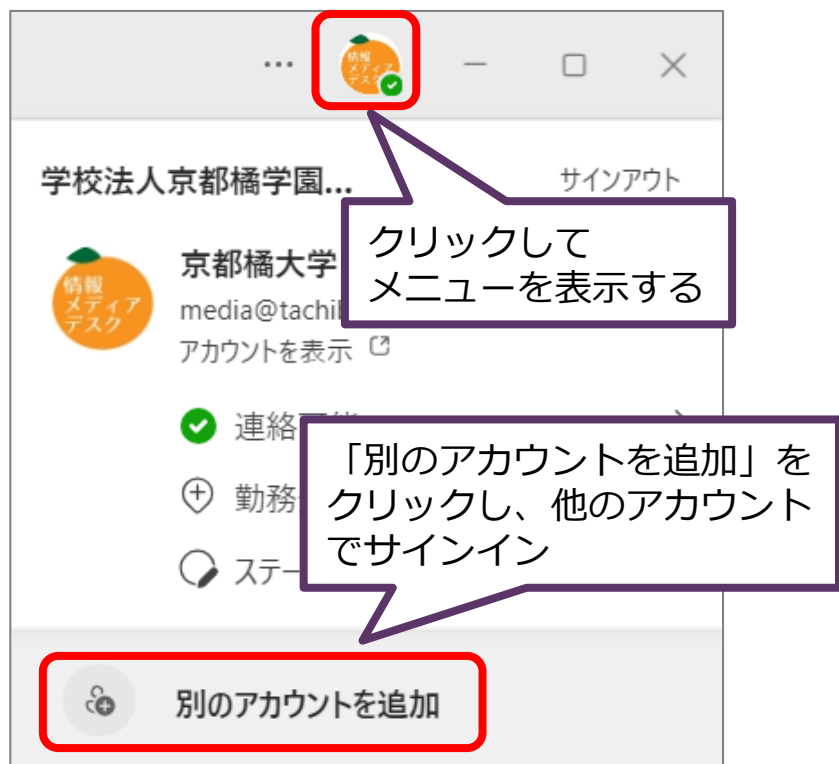 …
情報
メディア
デスク
学校法人京都橘学園...
サインアウト
クリックして
メニューを表示する
京都橘大学
情報
メディア
デスク
media@tachi
アカウントを表示
連絡
「別のアカウントを追加」を
クリックし、他のアカウント
でサインイン
勤務
ステー
別のアカウントを追加